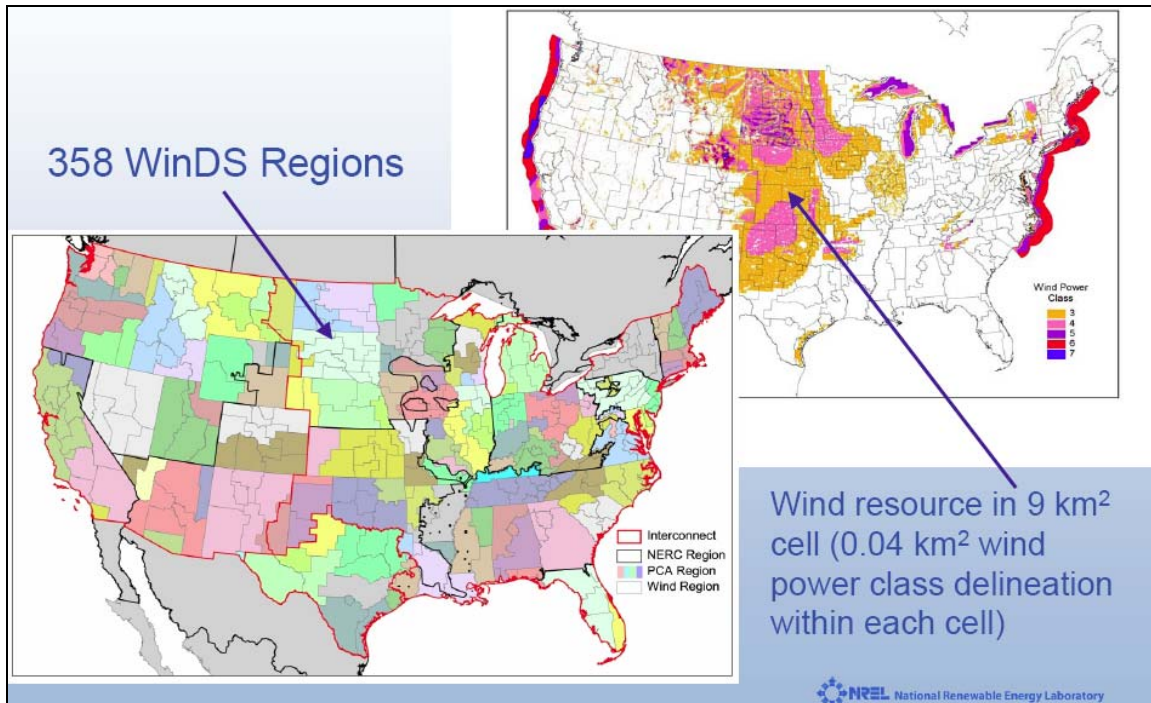 358 WinDS Regions
Wind Power
Class
3
4
5
6
7
Interconnect
NERC Region
PCA Region
Wind Region
Wind resource in 9 km²
cell (0.04 km² wind
power class delineation
within each cell)
NREL National Renewable Energy Laboratory